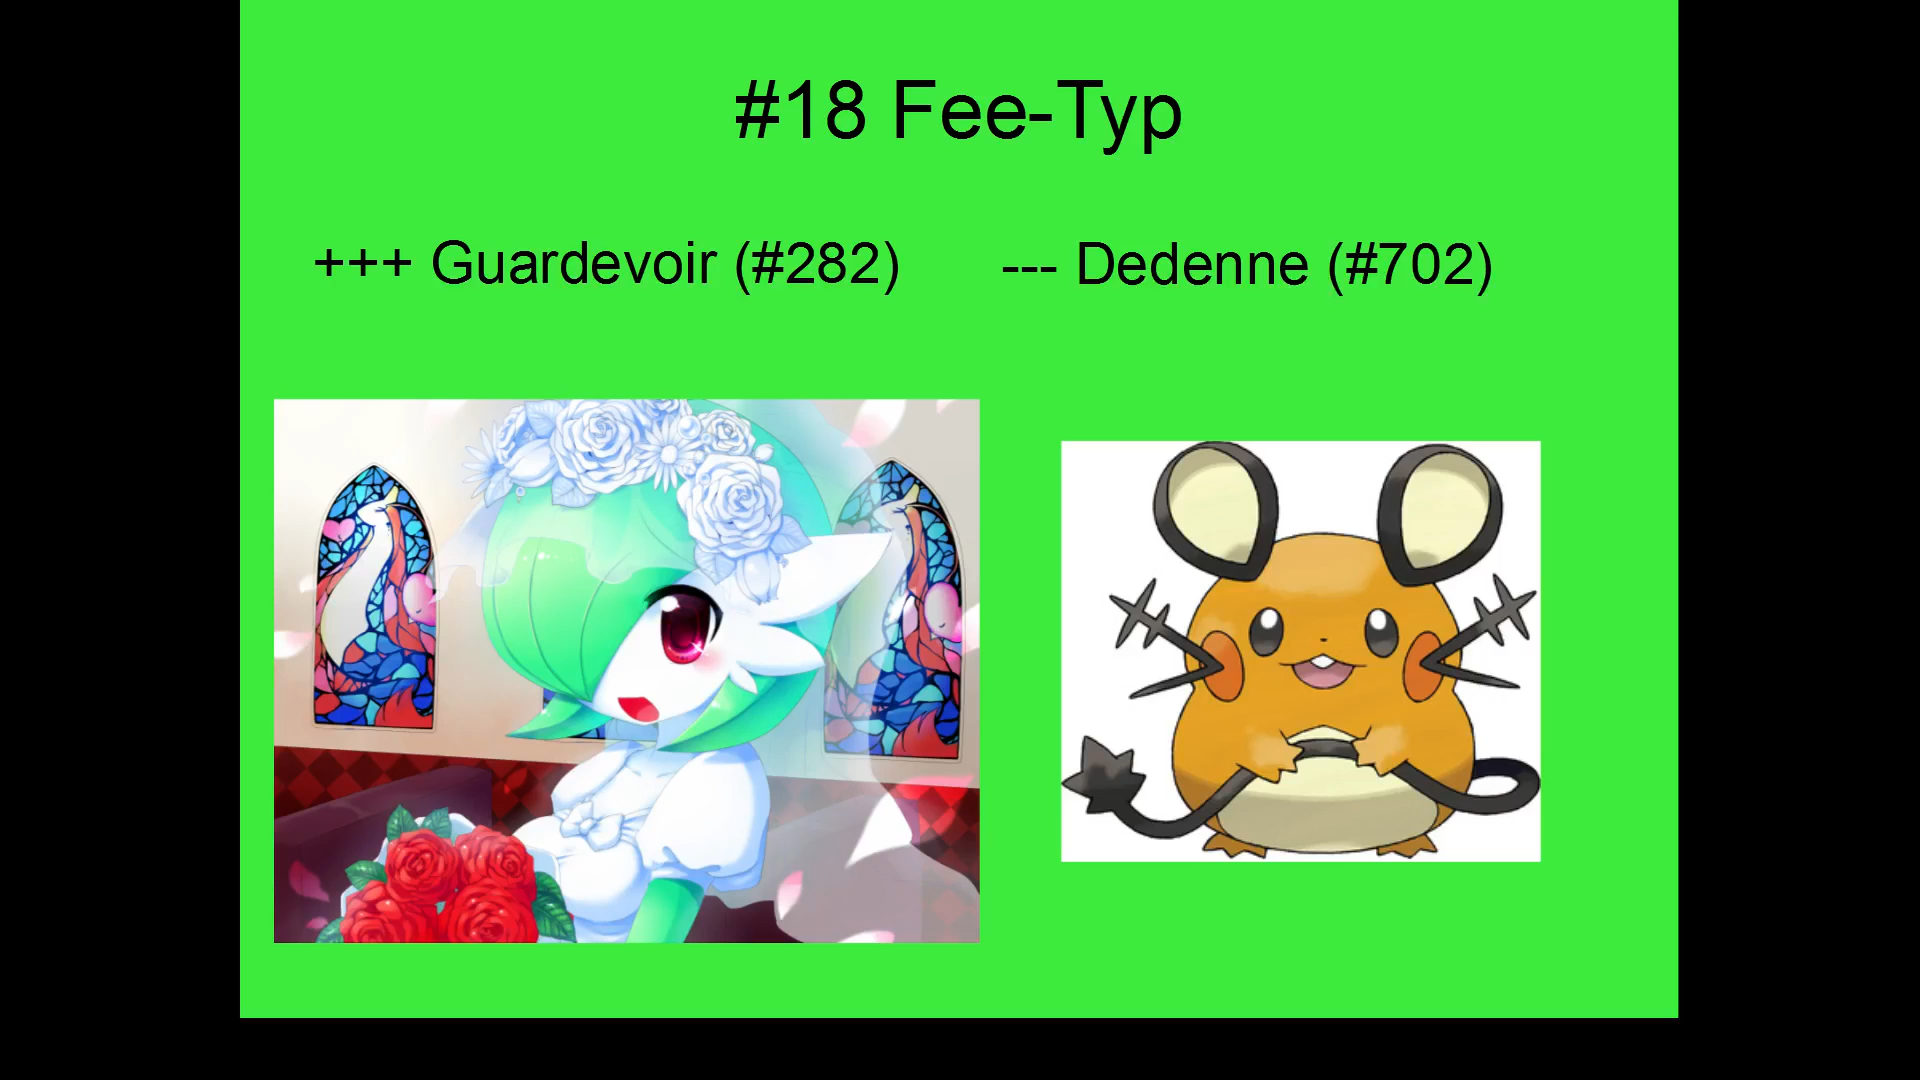 #18 Fee-Typ
+++ Guardevoir (#282)
--- Dedenne (#702)